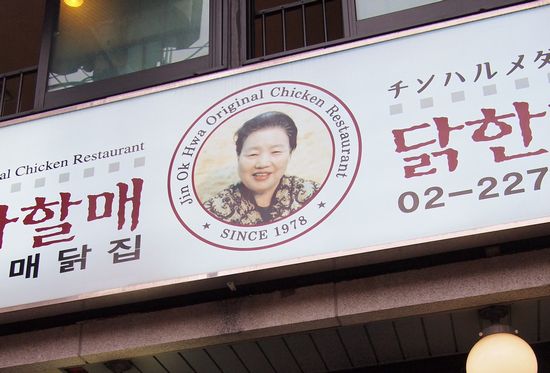 Chicken Restaurant
할매
매닭집
Jin Ok Hwa Original Chicken Restaurant
★ SINCE 1978 ★
チンハルメタ
닭한
02-227